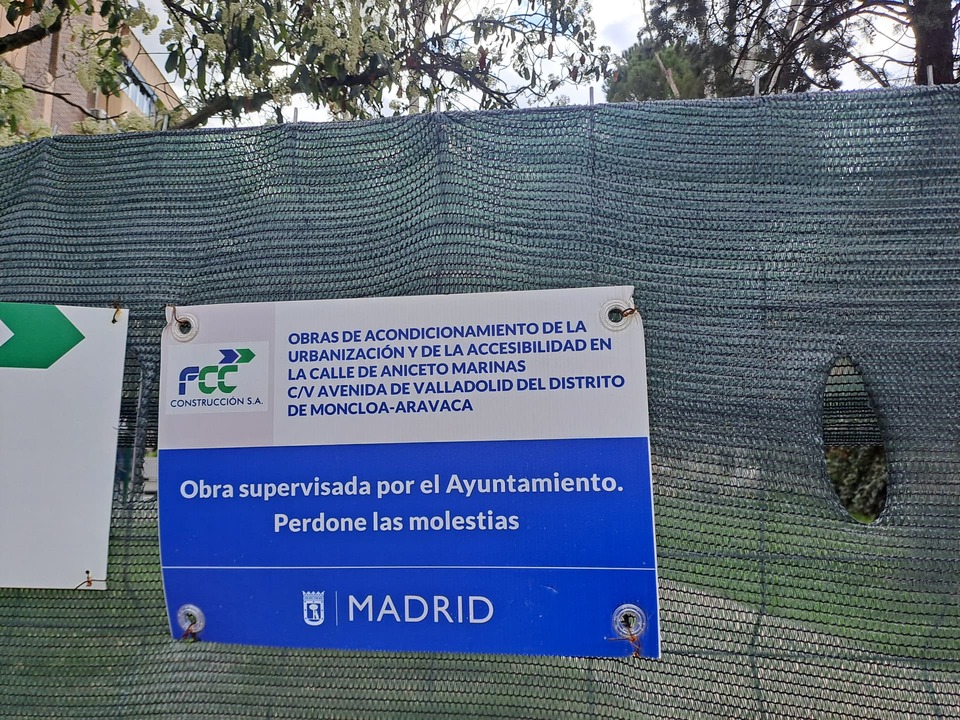 FCC
CONSTRUCCIÓN S.A.
OBRAS DE ACONDICIONAMIENTO DE LA
URBANIZACIÓN Y DE LA ACCESIBILIDAD EN
LA CALLE DE ANICETO MARINAS
C/V AVENIDA DE VALLADOLID DEL DISTRITO
DE MONCLOA-ARAVACA
Obra supervisada por el Ayuntamiento.
Perdone las molestias
MADRID